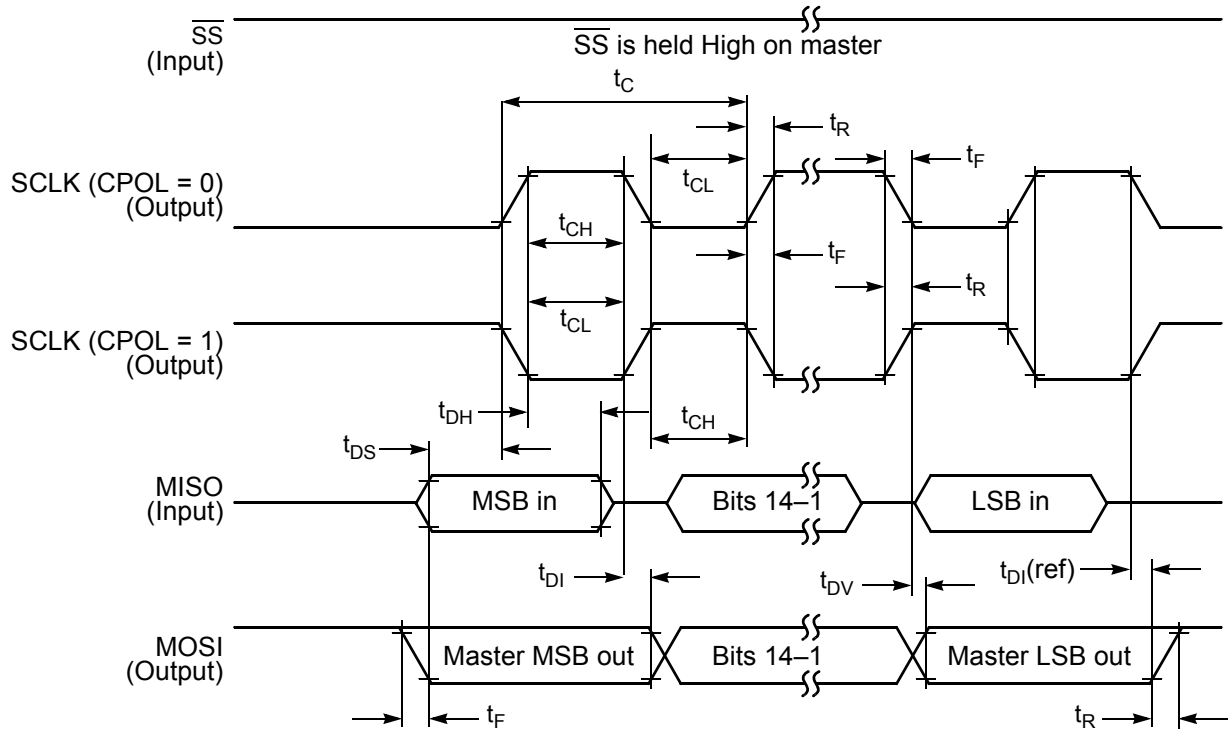 SS
(Input)
SS is held High on master
tC
tR
tF
SCLK (CPOL = 0)
(Output)
tCL
tCH
tF
tR
tCL
SCLK (CPOL = 1)
(Output)
tDH
tCH
tDS
MISO
(Input)
MSB in
Bits 14–1
LSB in
tDI
tDV
tDI(ref)
MOSI
(Output)
Master MSB out
Bits 14–1
Master LSB out
tF
tR